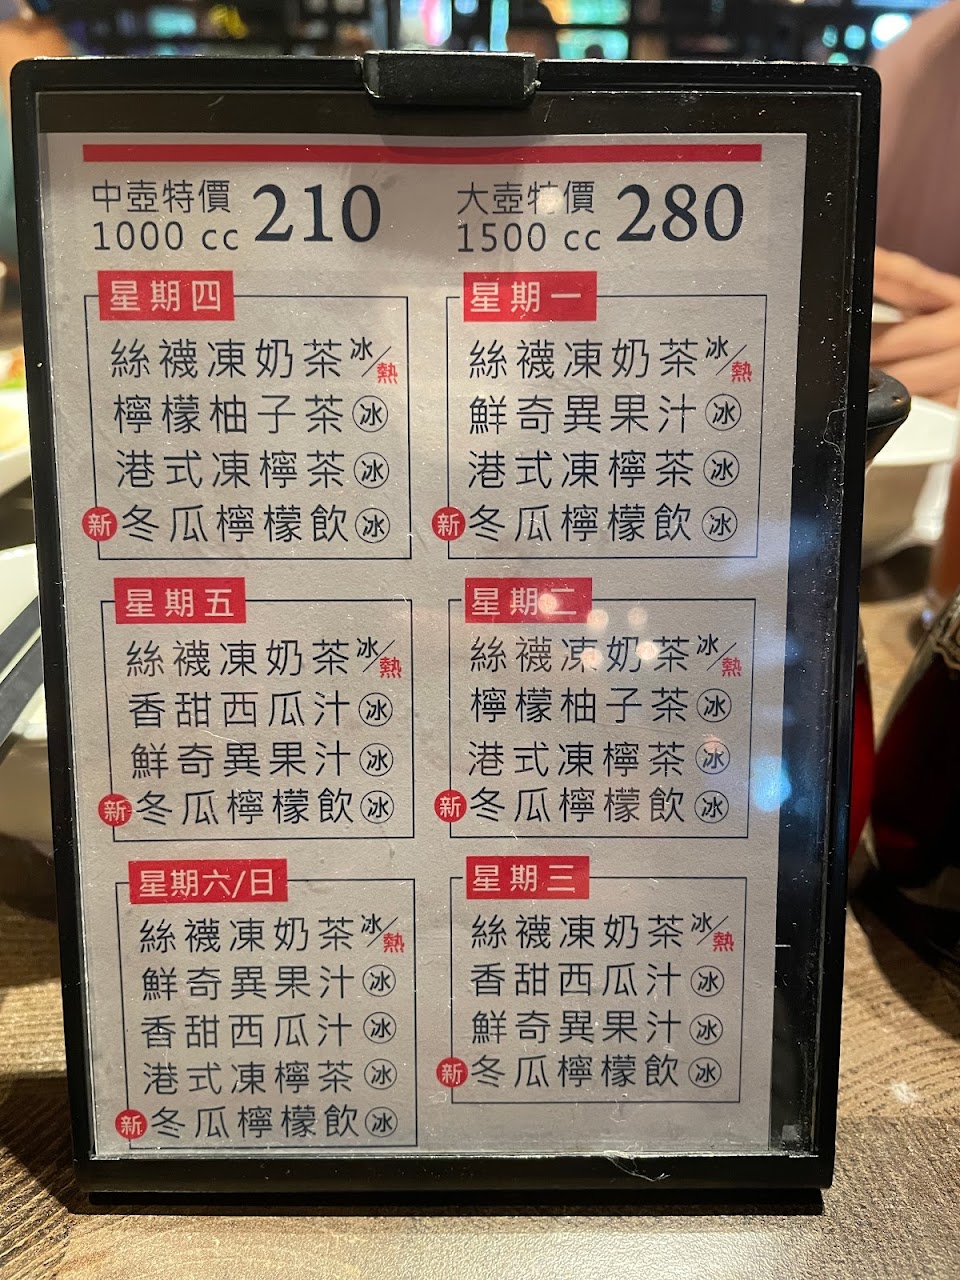 中壺特價 210
1000 cc
大壺特價 280
1500 cc
星期四
絲襪凍奶茶 冰/熱
檸檬柚子茶 冰
港式凍檸茶 冰
新 冬瓜檸檬飲 冰
星期一
絲襪凍奶茶 冰/熱
鮮奇異果汁 冰
港式凍檸茶 冰
新 冬瓜檸檬飲 冰
星期五
絲襪凍奶茶 冰/熱
香甜西瓜汁 冰
鮮奇異果汁 冰
新 冬瓜檸檬飲 冰
星期二
絲襪凍奶茶 冰/熱
檸檬柚子茶 冰
港式凍檸茶 冰
新 冬瓜檸檬飲 冰
星期六/日
絲襪凍奶茶 冰/熱
鮮奇異果汁 冰
香甜西瓜汁 冰
港式凍檸茶 冰
新 冬瓜檸檬飲 冰
星期三
絲襪凍奶茶 冰/熱
香甜西瓜汁 冰
鮮奇異果汁 冰
新 冬瓜檸檬飲 冰